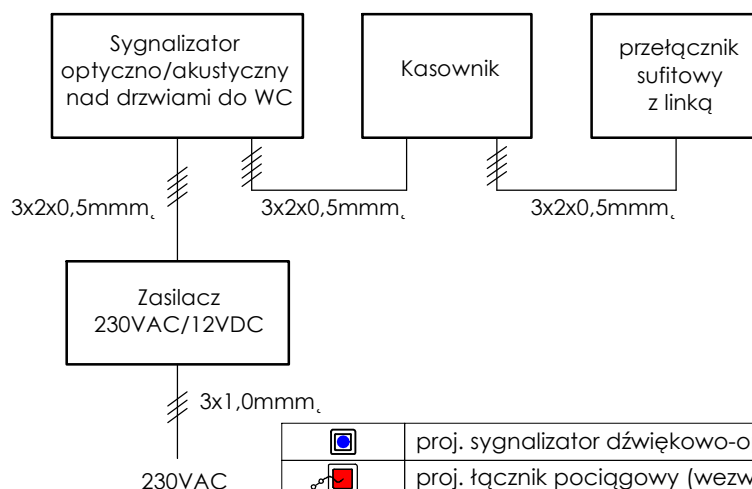 Sygnalizator
optyczno/akustyczny
nad drzwiami do WC
Kasownik
przełącznik
sufitowy
z linką
3x2x0,5mmm˛
3x2x0,5mmm˛
3x2x0,5mmm˛
Zasilacz
230VAC/12VDC
3x1,0mmm˛
230VAC
proj. sygnalizator dźwiękowo-o
proj. łącznik pociągowy (wezw